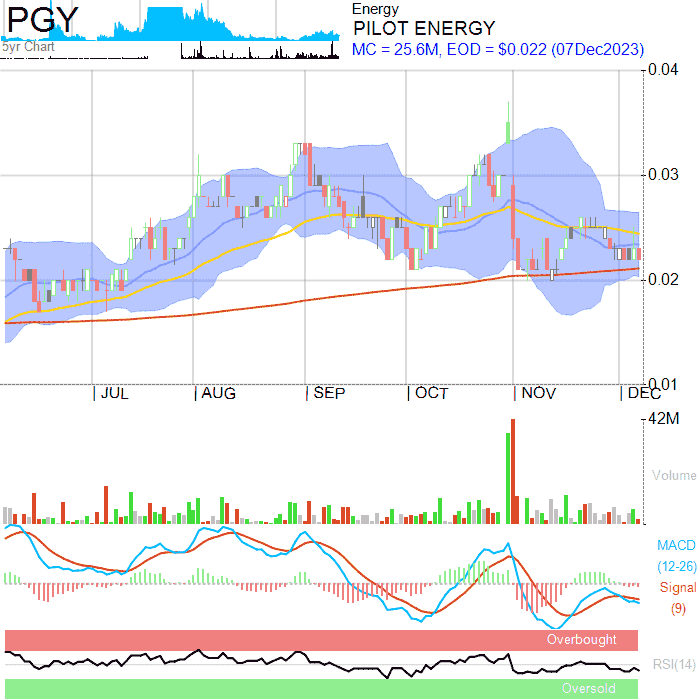 PGY
5yr Chart
Energy
PILOT ENERGY
MC = 25.6M, EOD = $0.022 (07Dec2023)
0.04
0.03
0.02
0.01
JUL AUG SEP OCT NOV DEC
42M
Volume
MACD
(12-26)
Signal
(9)
Overbought
RSI(14)
Oversold